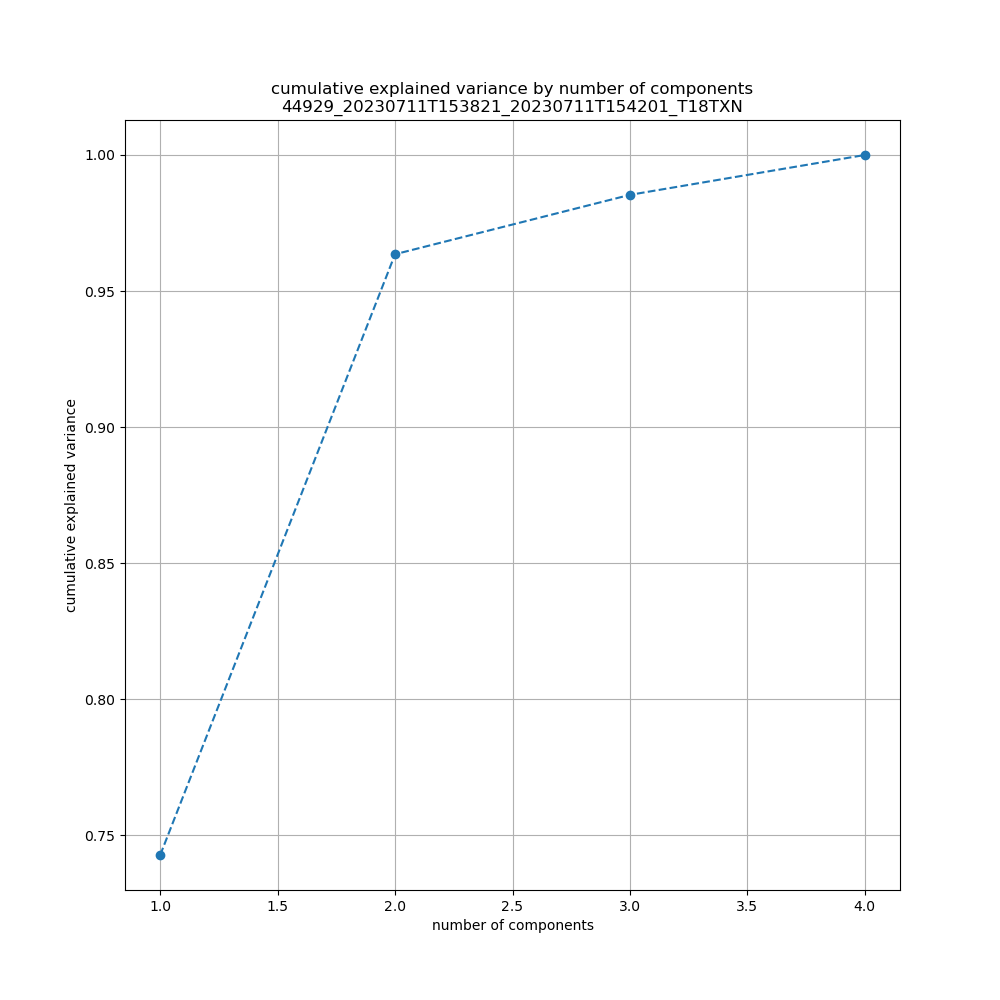 cumulative explained variance by number of components
44929_20230711T153821_20230711T154201_T18TXN
1.00
0.95
0.90
0.85
0.80
0.75
cumulative explained variance
1.0 1.5 2.0 2.5 3.0 3.5 4.0
number of components